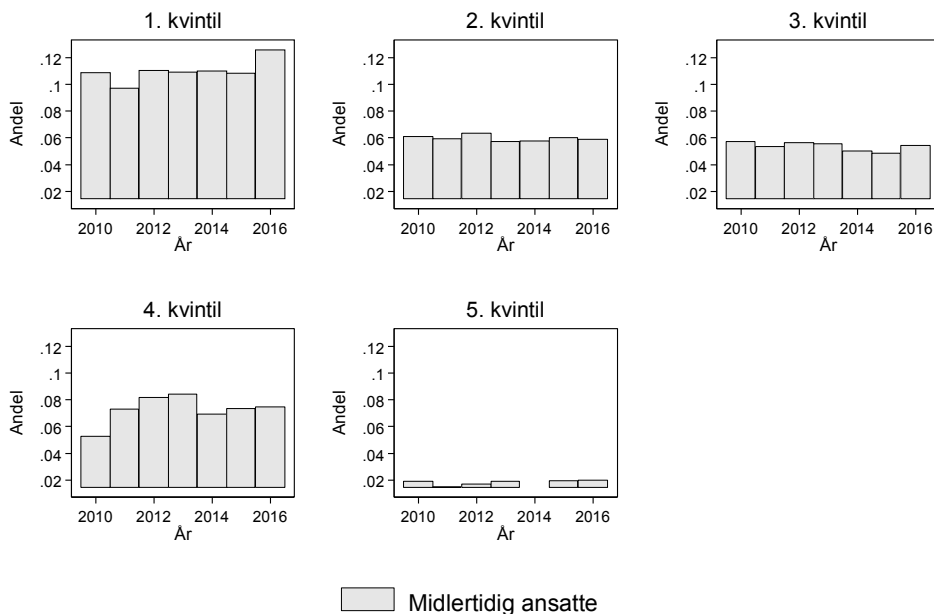 1. kvintil
.12
.1
.08
.06
.04
.02
Andel
2010 2012 2014 2016
År
2. kvintil
.12
.1
.08
.06
.04
.02
Andel
2010 2012 2014 2016
År
3. kvintil
.12
.1
.08
.06
.04
.02
Andel
2010 2012 2014 2016
År
4. kvintil
.12
.1
.08
.06
.04
.02
Andel
2010 2012 2014 2016
År
5. kvintil
.12
.1
.08
.06
.04
.02
Andel
2010 2012 2014 2016
År
Midlertidig ansatte